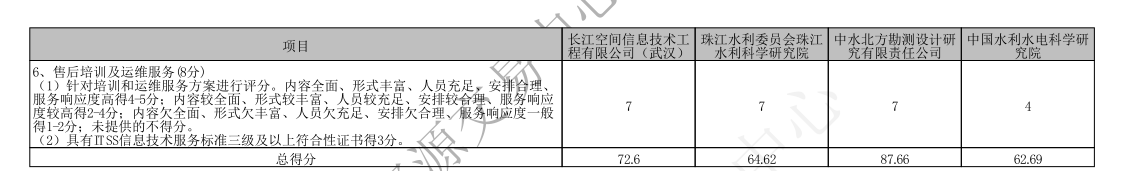 项目
长江空间信息技术工
程有限公司（武汉）
珠江水利委员会珠江
水利科学研究院
中水北方勘测设计研
究有限责任公司
中国水利水电科学研
究院
6、售后培训及运维服务(8分)
（1）针对培训和运维服务方案进行评分。内容全面、形式丰富、人员充足、安排合理、
服务响应度高得4-5分；内容较全面、形式较丰富、人员较充足、安排较合理、服务响应
度较高得2-4分；内容欠全面、形式欠丰富、人员欠充足、安排欠合理、服务响应度一般
得1-2分；未提供的不得分。
（2）具有ITSS信息技术服务标准三级及以上符合性证书得3分。
7
7
7
4
总得分
72.6
64.62
87.66
62.69
源交易
中心
中心